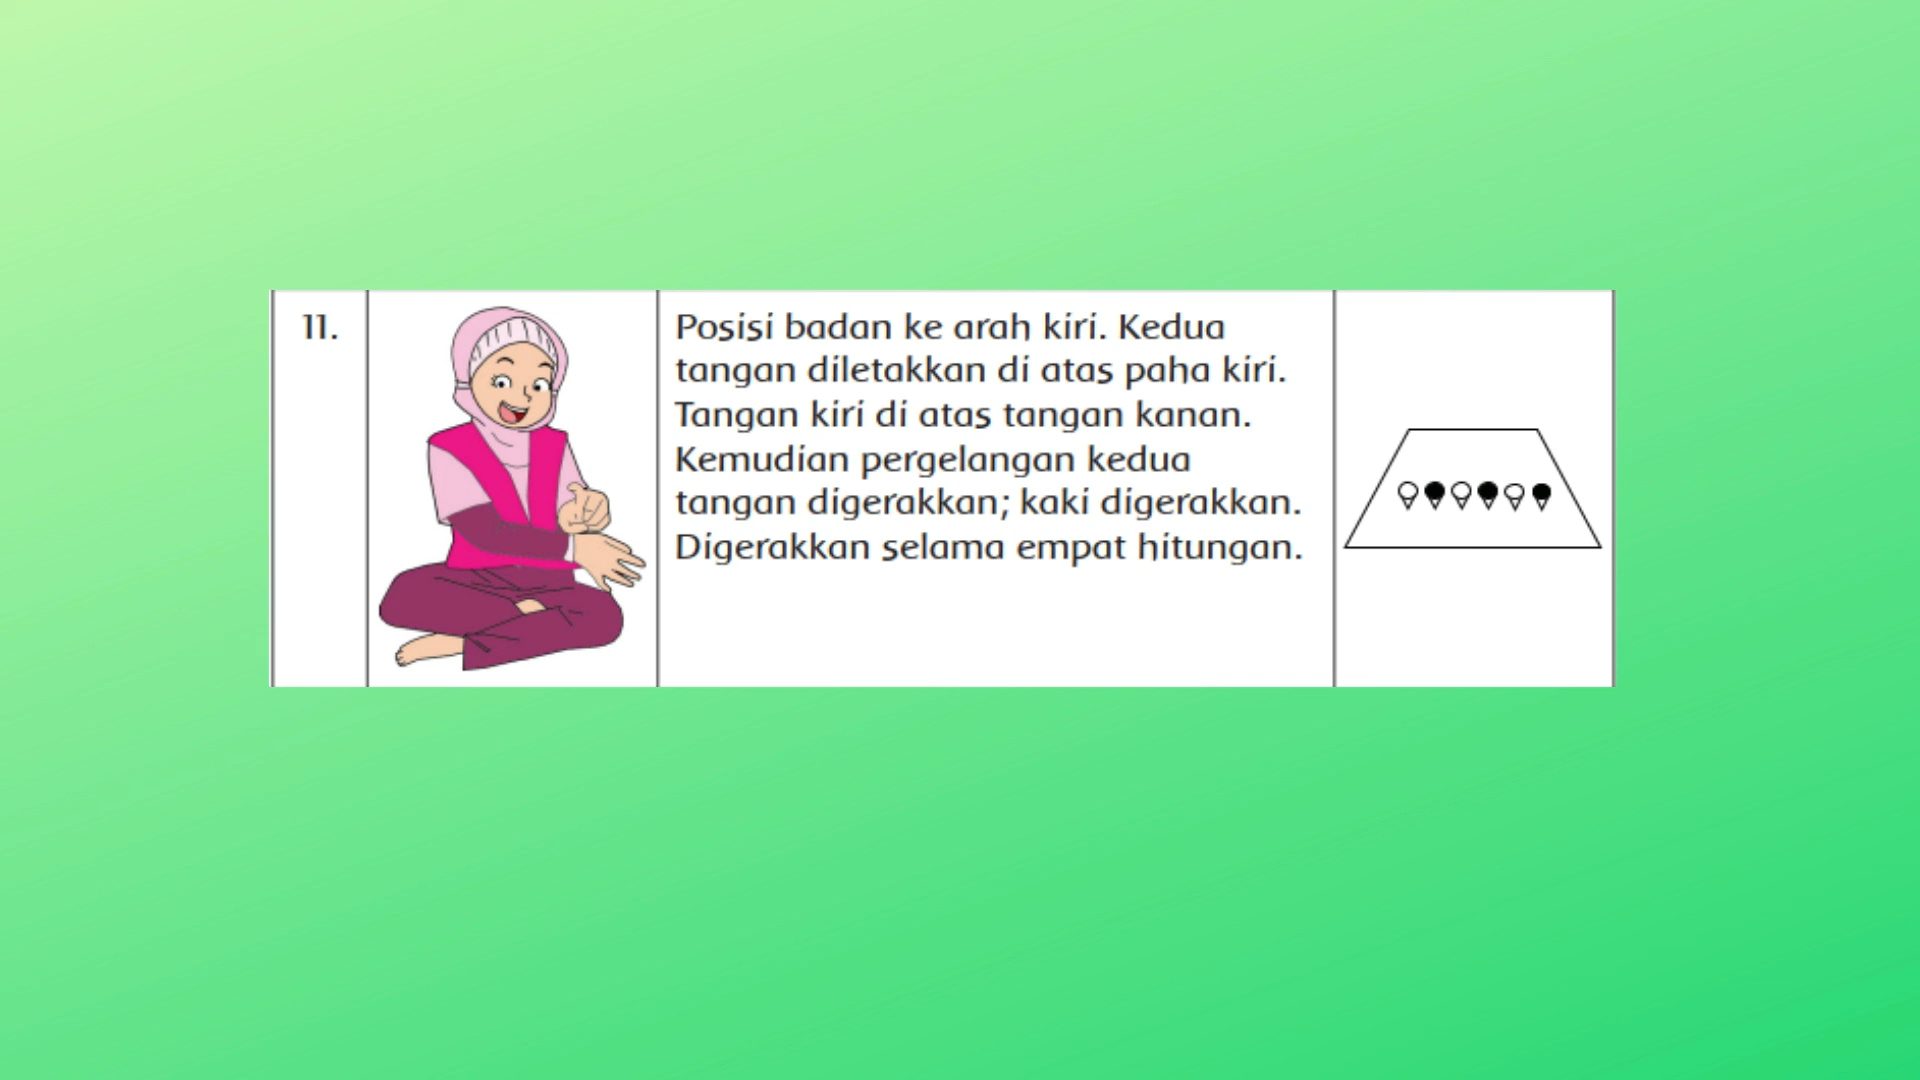 11.
Posisi badan ke arah kiri. Kedua
tangan diletakkan di atas paha kiri.
Tangan kiri di atas tangan kanan.
Kemudian pergelangan kedua
tangan digerakkan; kaki digerakkan.
Digerakkan selama empat hitungan.